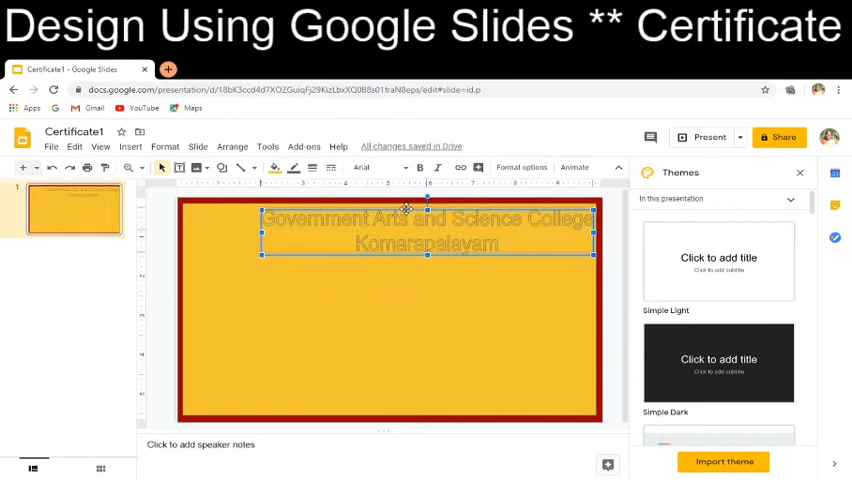 Design Using Google Slides ** Certificate
Certificate1 - Google Slides
docs.google.com/presentation/d/18bK3ccd4d7XOZGuiqFj29KizLbxXQ0B8s01fraN8eps/edit#slide=id.p
Apps Gmail YouTube Maps
Certificate1
File Edit View Insert Format Slide Arrange Tools Add-ons Help All changes saved in Drive
Present Share
Arial B I Format options Animate
Themes
In this presentation
1
Government Arts and Science College
Komarapalayam
Click to add title
Click to add subtitle
Simple Light
Click to add title
Click to add subtitle
Simple Dark
Click to add speaker notes
Import theme